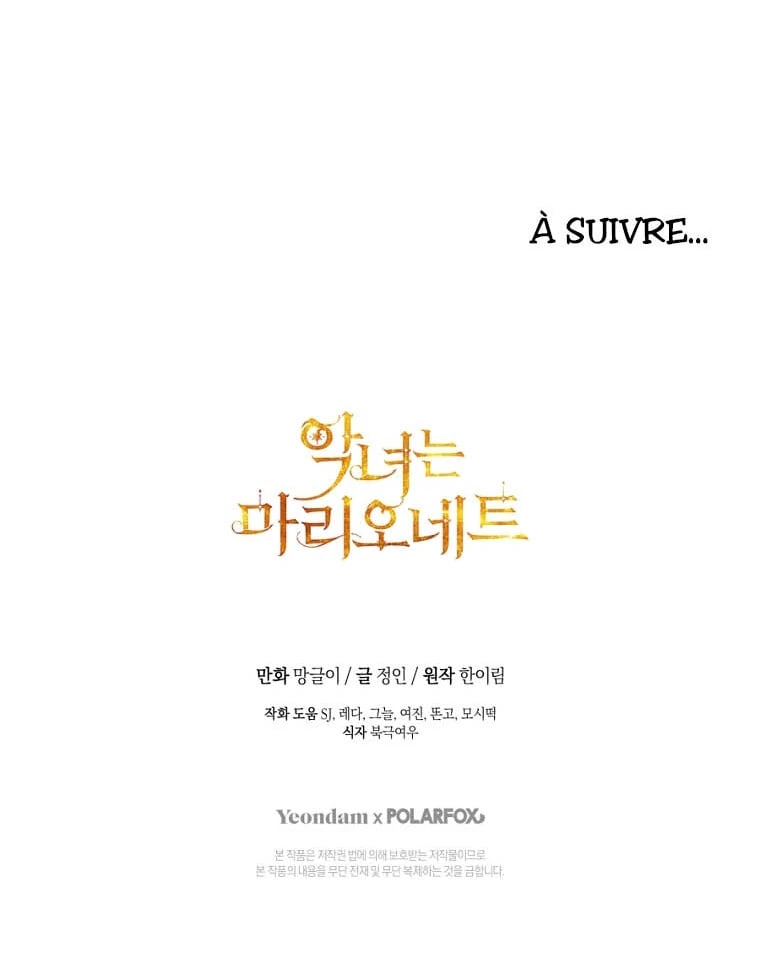 À SUIVRE...
악녀는
마리오네트
만화 망글이 / 글 정인 / 원작 한이림
작화 도움 SJ, 레다, 그늘, 여진, 똔고, 모시떡
식자 북극여우
Yeondam x POLARFOX
본 작품은 저작권 법에 의해 보호받는 저작물이므로
본 작품의 내용을 무단 전재 및 무단 복제하는 것을 금합니다.